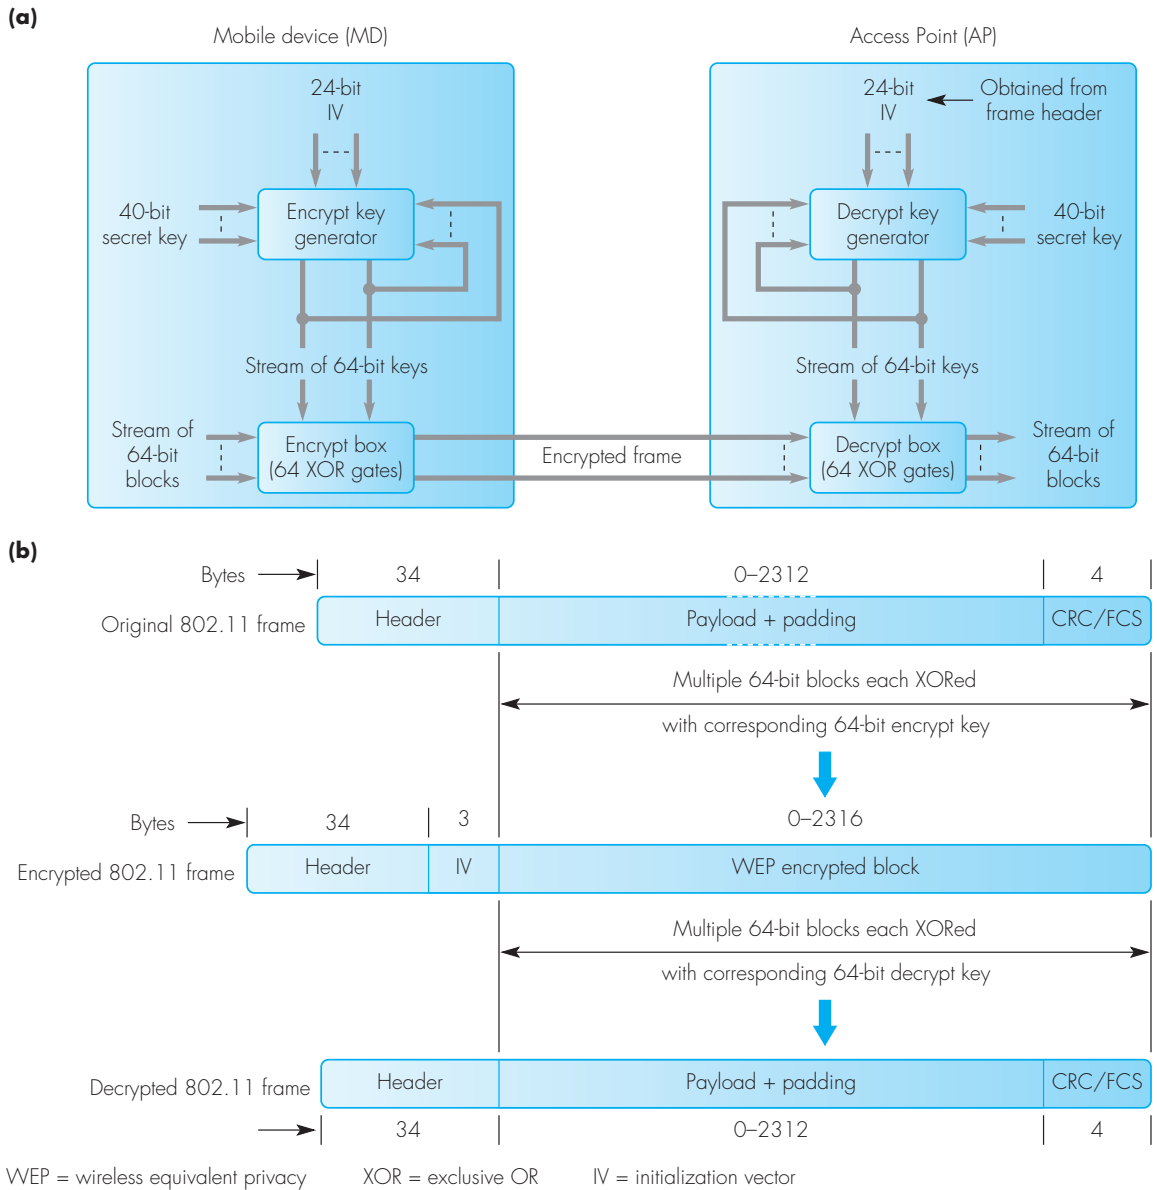 (a)
Mobile device (MD)
Access Point (AP)
24-bit
IV
24-bit
IV
Obtained from
frame header
40-bit
secret key
Encrypt key
generator
Decrypt key
generator
40-bit
secret key
Stream of 64-bit keys
Stream of 64-bit keys
Stream of
64-bit
blocks
Encrypt box
(64 XOR gates)
Encrypted frame
Decrypt box
(64 XOR gates)
Stream of
64-bit
blocks
(b)
Bytes
34
0–2312
4
Original 802.11 frame
Header
Payload + padding
CRC/FCS
Multiple 64-bit blocks each XORed
with corresponding 64-bit encrypt key
Bytes
34
3
0–2316
Encrypted 802.11 frame
Header
IV
WEP encrypted block
Multiple 64-bit blocks each XORed
with corresponding 64-bit decrypt key
Decrypted 802.11 frame
Header
Payload + padding
CRC/FCS
34
0–2312
4
WEP = wireless equivalent privacy
XOR = exclusive OR
IV = initialization vector